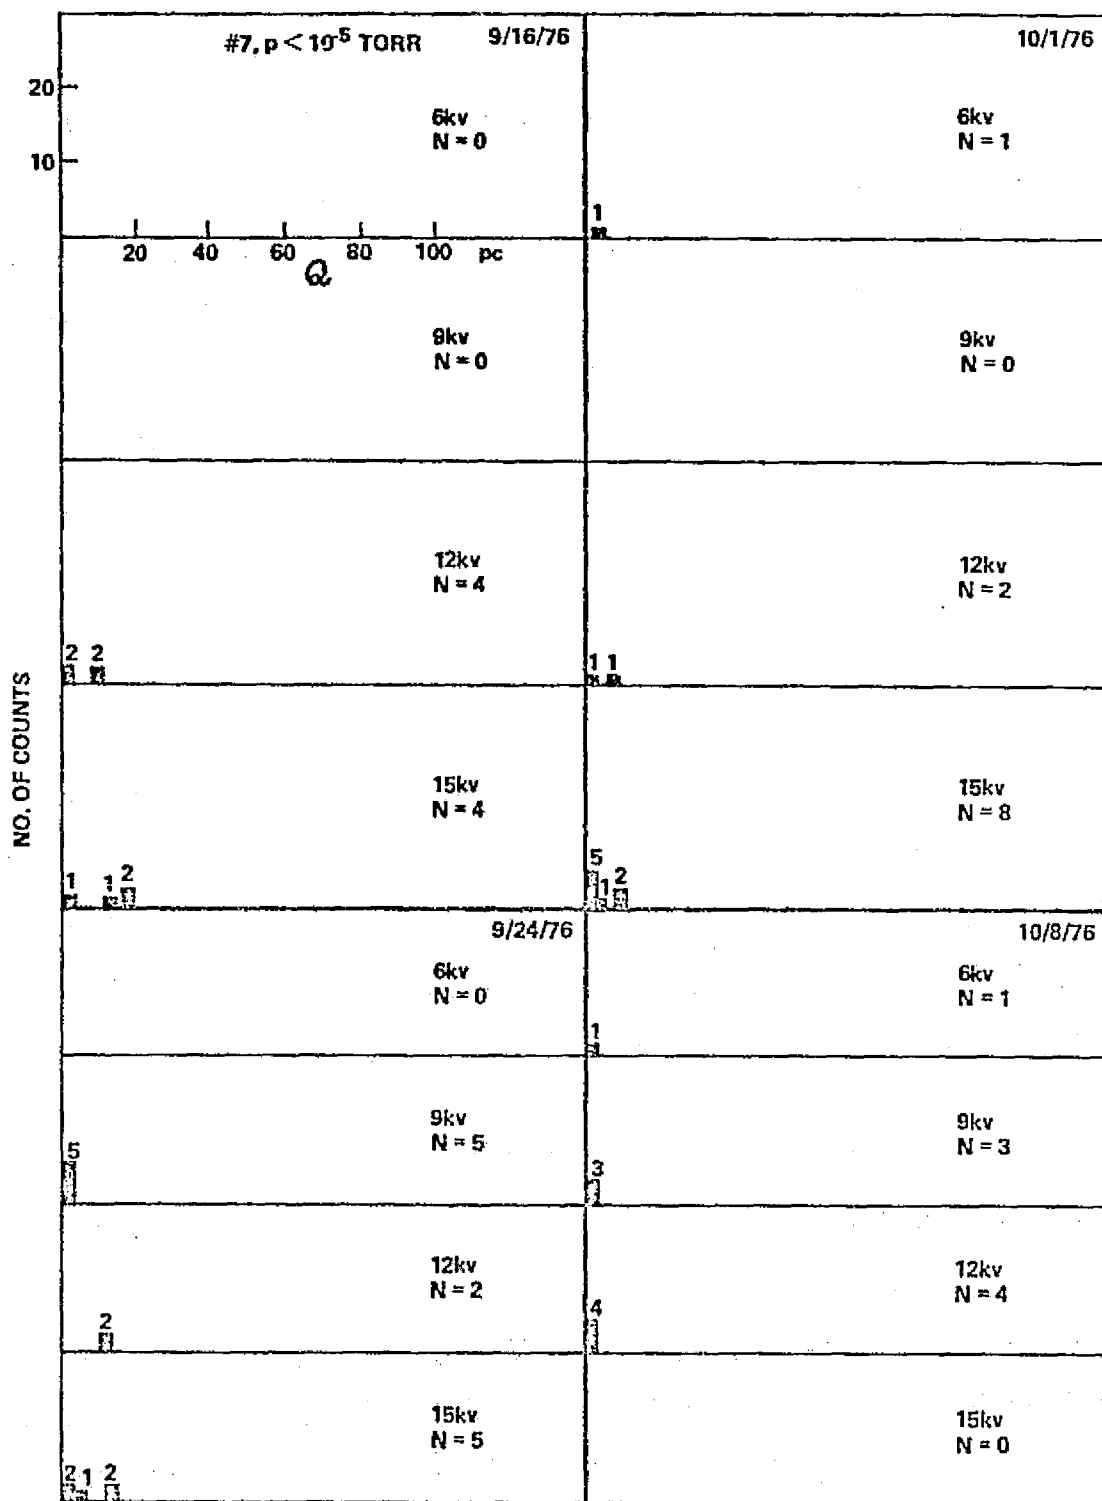 #7, p < 10-5 TORR
9/16/76
20
10
6kv
N = 0
20 40 60 80 100 pc
Q
9kv
N = 0
12kv
N = 4
2 2
15kv
N = 4
1 1 2
10/1/76
6kv
N = 1
1
9kv
N = 0
12kv
N = 2
1 1
15kv
N = 8
5 1 2
NO. OF COUNTS
9/24/76
6kv
N = 0
9kv
N = 5
5
12kv
N = 2
2
15kv
N = 5
2 1 2
10/8/76
6kv
N = 1
1
9kv
N = 3
3
12kv
N = 4
4
15kv
N = 0